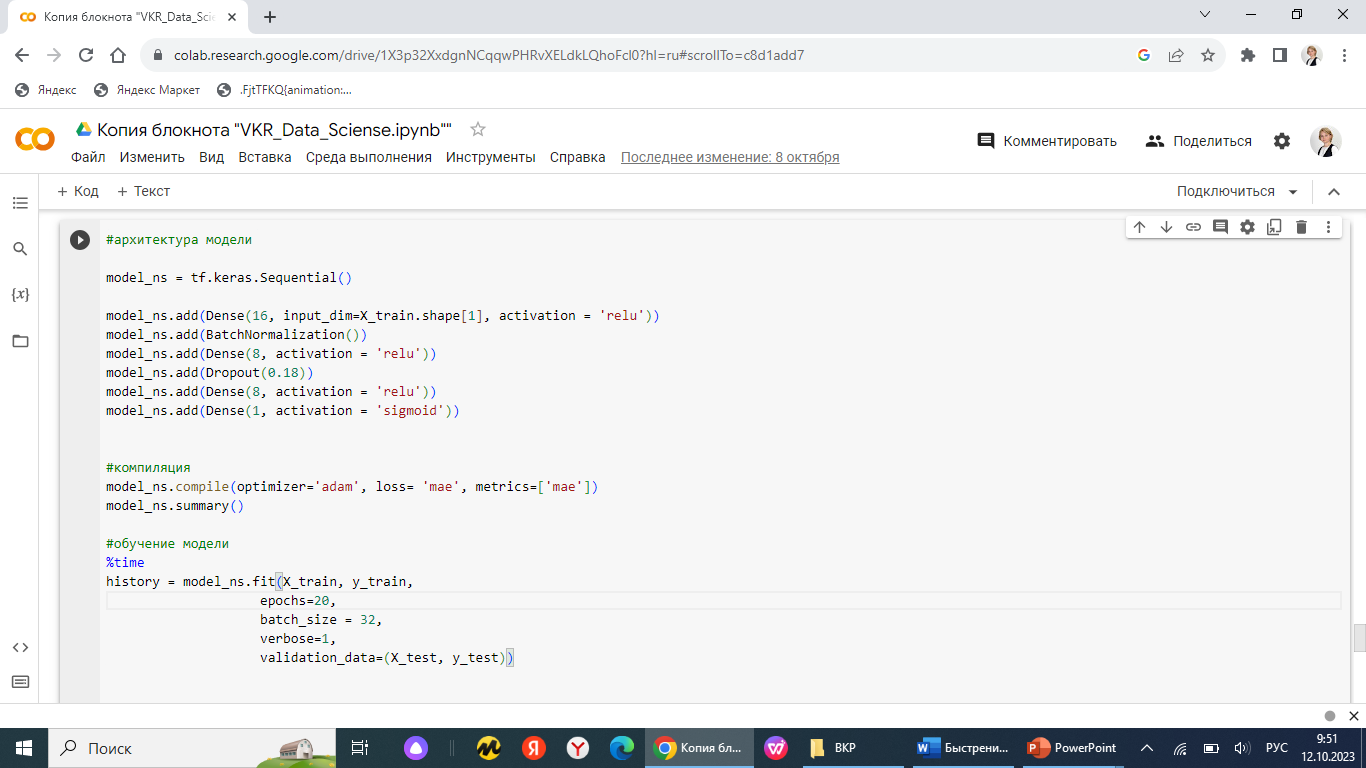 Копия блокнота "VKR_Data_Scie
colab.research.google.com/drive/1X3p32XxdgnNCqqwPHRvXELdkLQhoFcl0?hl=ru#scrollTo=c8d1add7
Яндекс
Яндекс Маркет
.FjtTFKQ{animation:...
Копия блокнота "VKR_Data_Sciense.ipynb""
Файл Изменить Вид Вставка Среда выполнения Инструменты Справка Последнее изменение: 8 октября
Комментировать
Поделиться
+ Код + Текст
Подключиться
{x}
#архитектура модели
model_ns = tf.keras.Sequential()
model_ns.add(Dense(16, input_dim=X_train.shape[1], activation = 'relu'))
model_ns.add(BatchNormalization())
model_ns.add(Dense(8, activation = 'relu'))
model_ns.add(Dropout(0.18))
model_ns.add(Dense(8, activation = 'relu'))
model_ns.add(Dense(1, activation = 'sigmoid'))
#компиляция
model_ns.compile(optimizer='adam', loss= 'mae', metrics=['mae'])
model_ns.summary()
#обучение модели
%time
history = model_ns.fit(X_train, y_train,
epochs=20,
batch_size = 32,
verbose=1,
validation_data=(X_test, y_test))
Поиск
Копия бл...
ВКР
Быстрени...
PowerPoint
РУС
9:51
12.10.2023